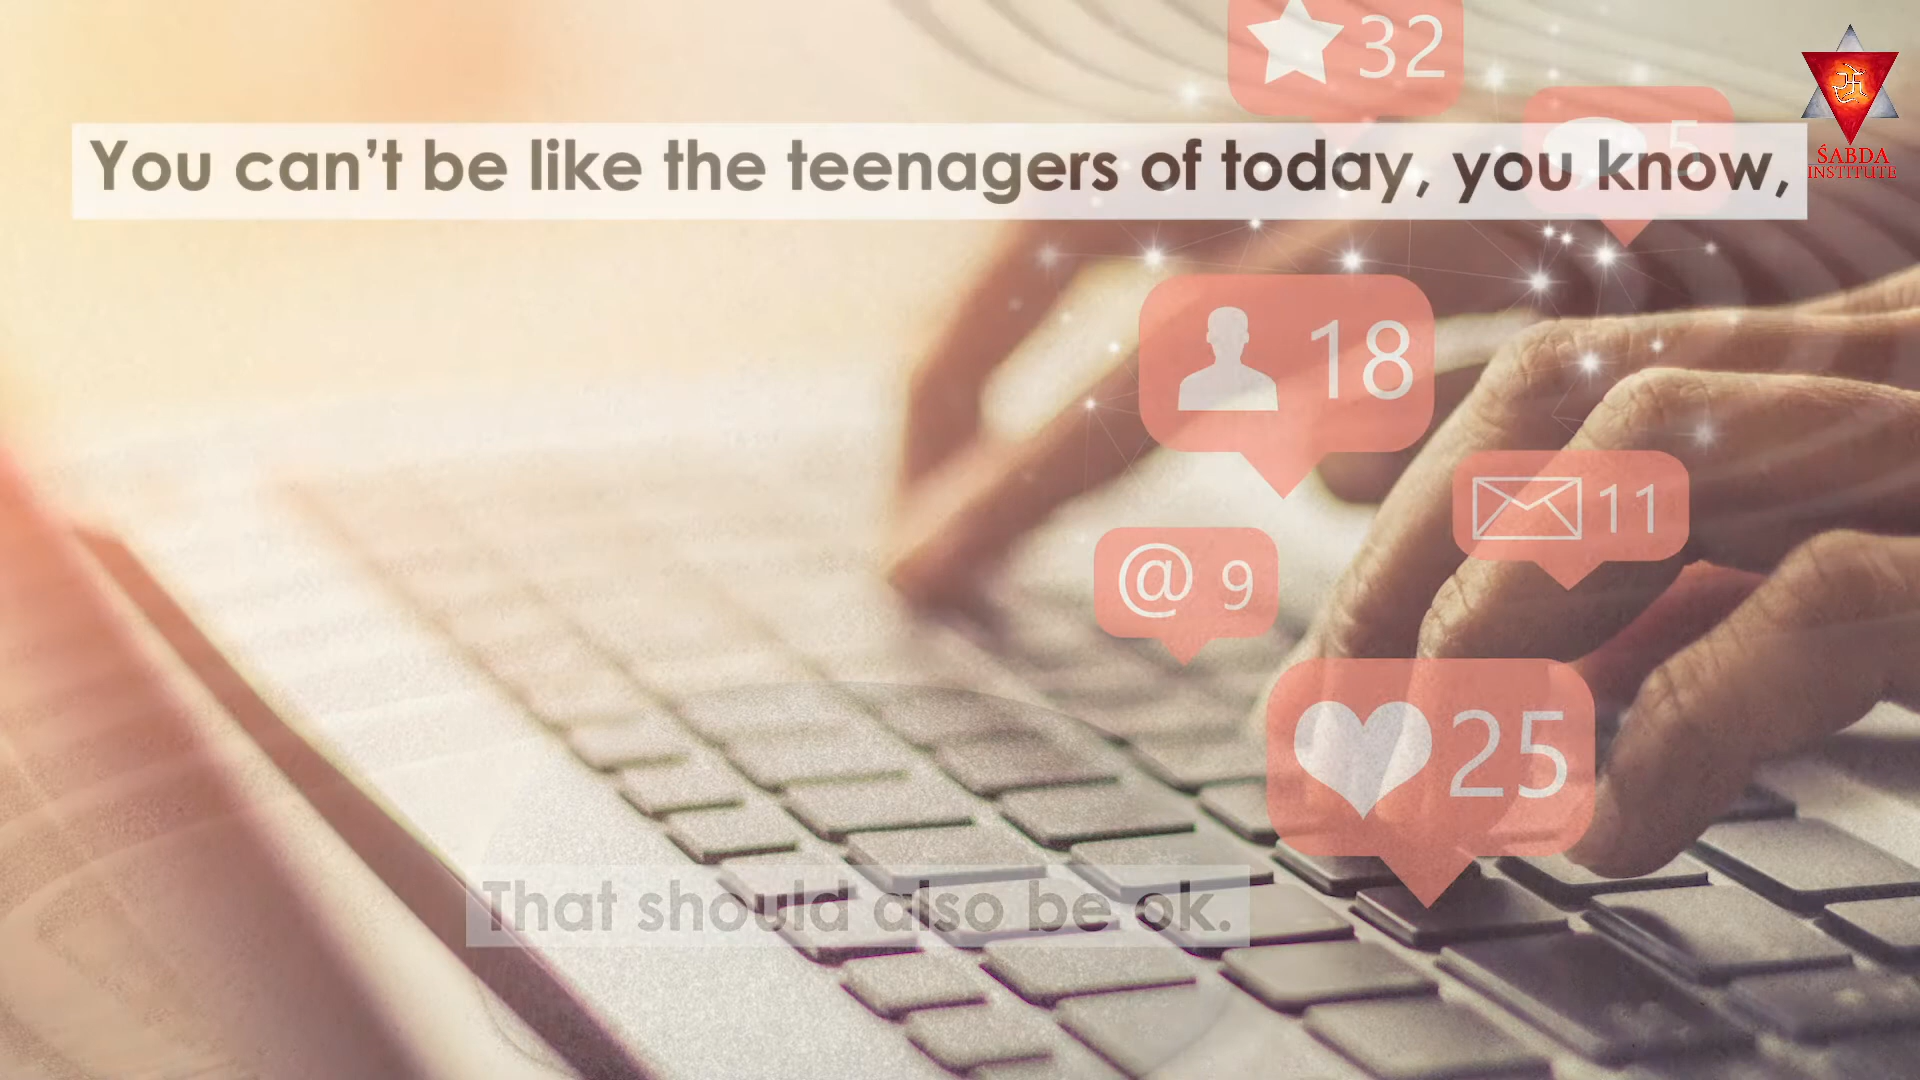 32
5
ŚABDA
INSTITUTE
You can't be like the teenagers of today, you know,
18
11
@ 9
25
That should also be ok.